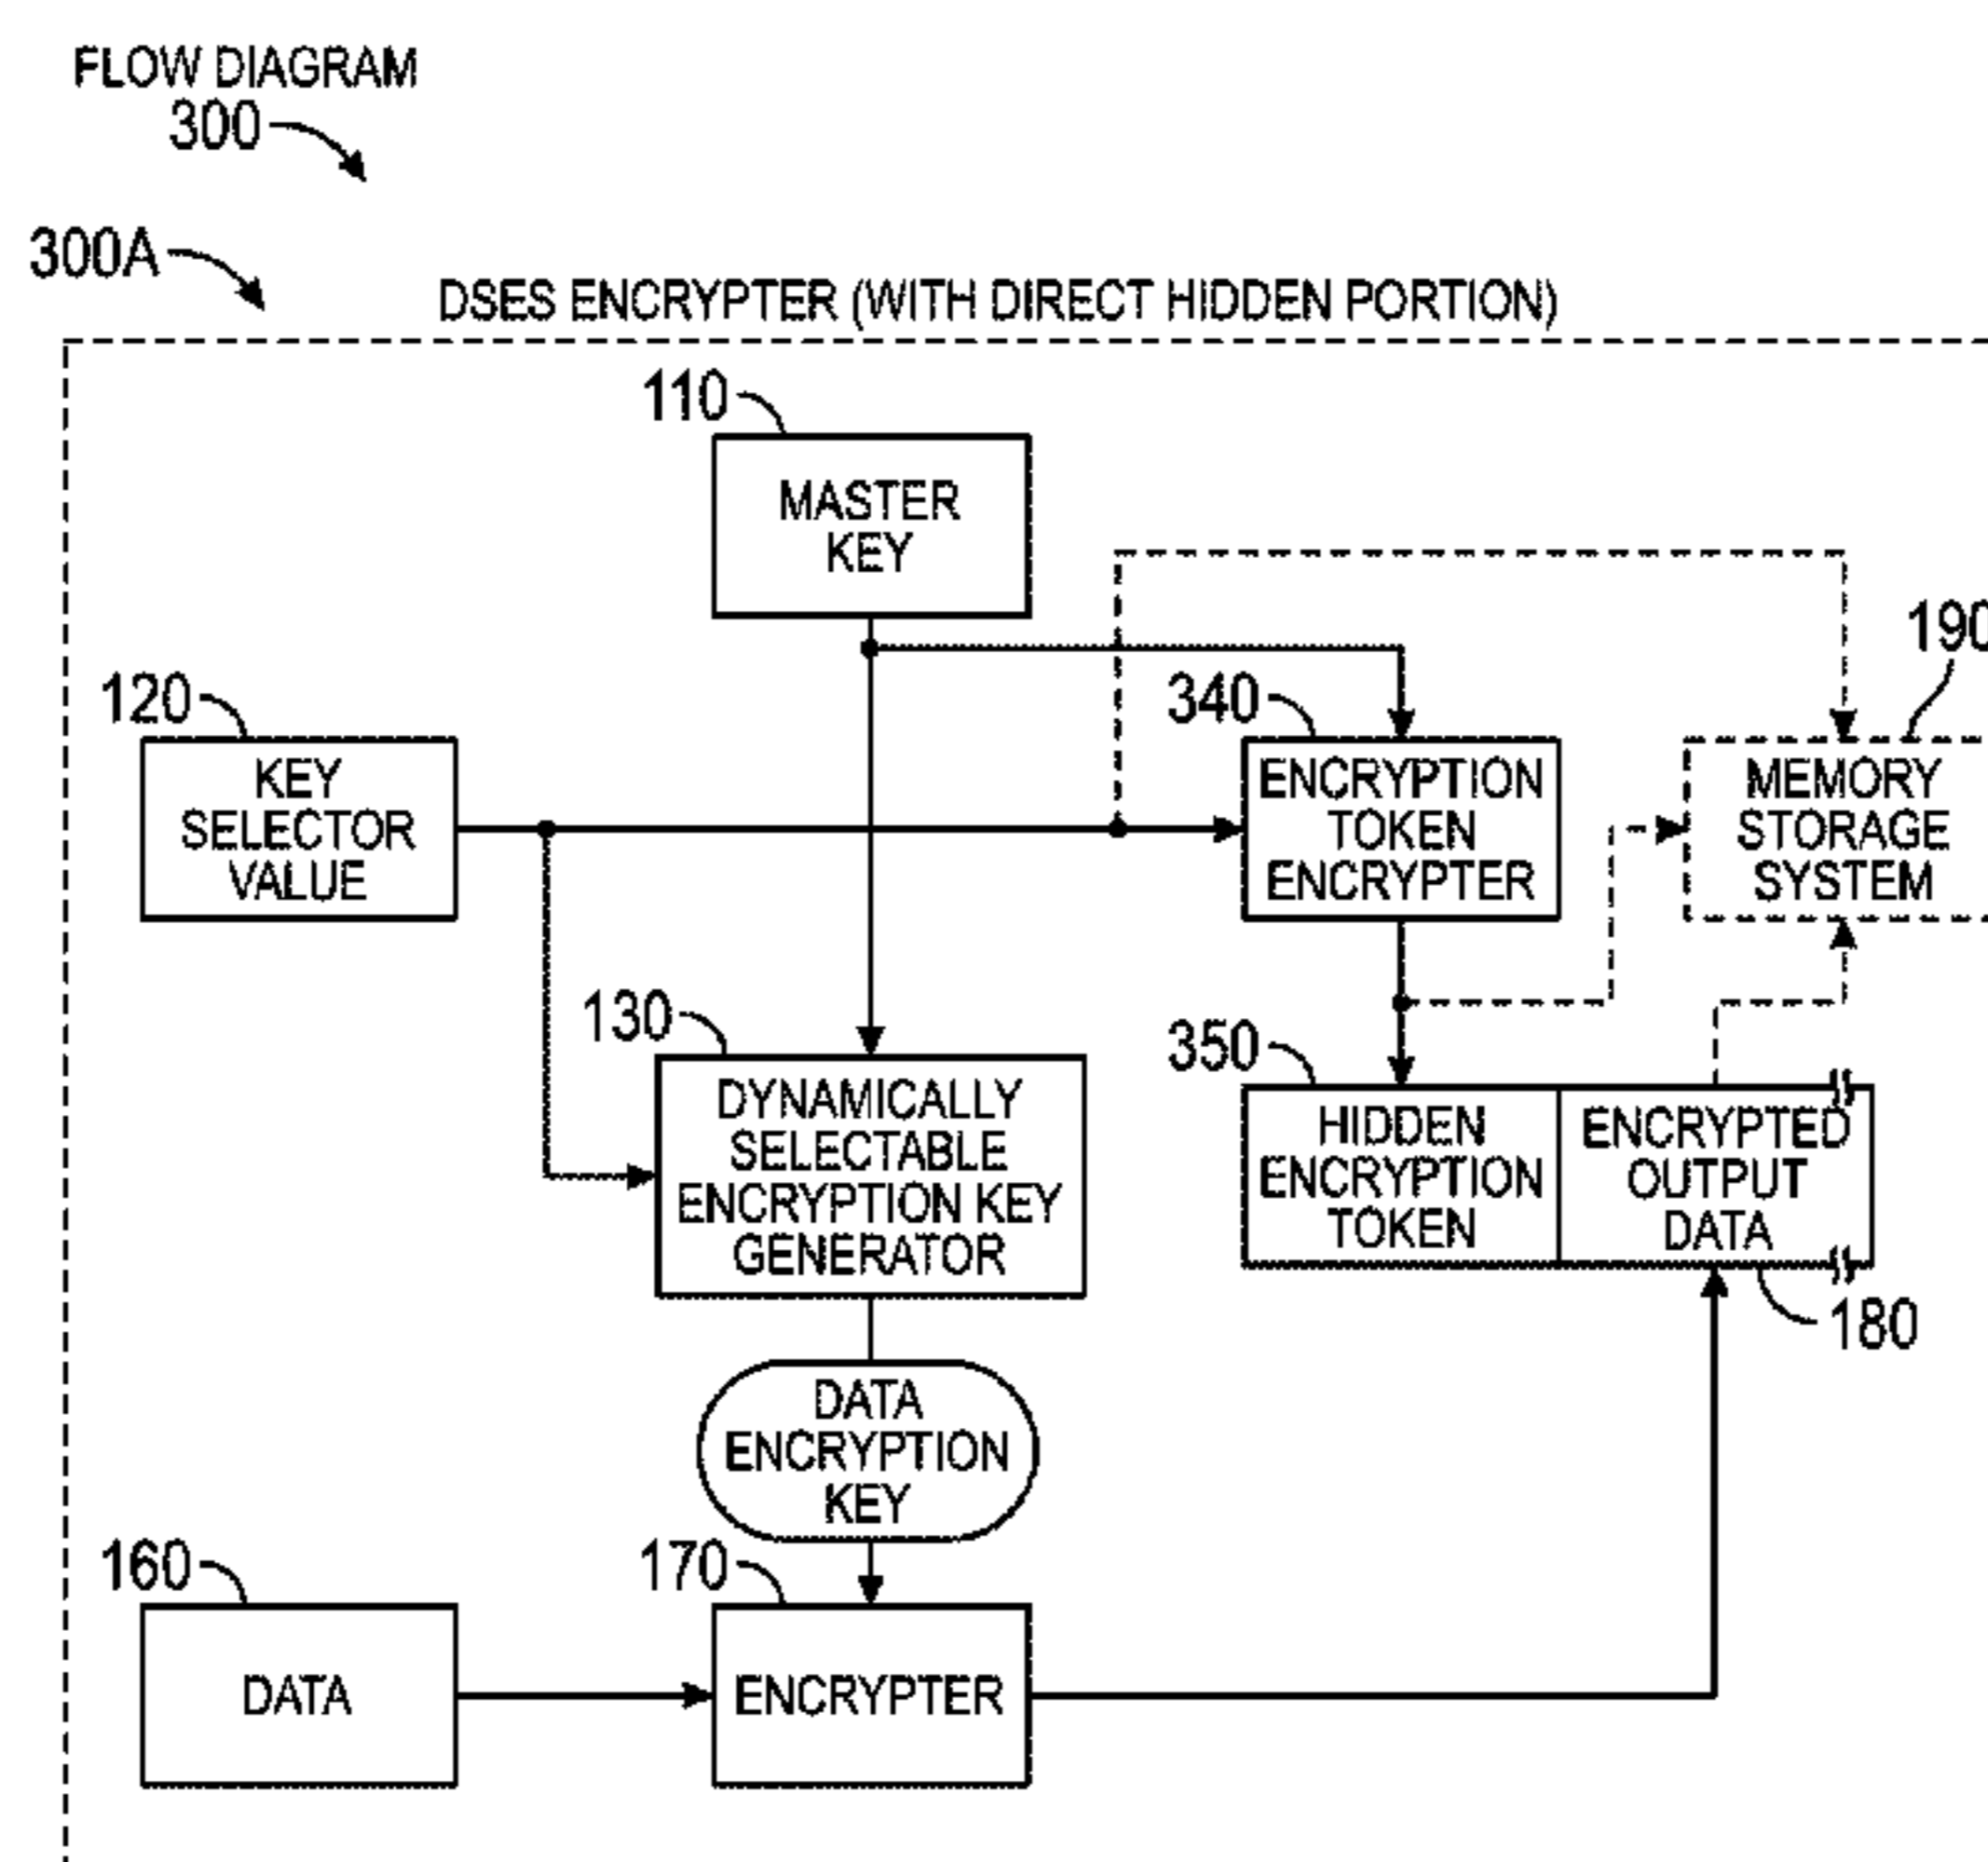 FLOW DIAGRAM
300
300A
DSES ENCRYPTER (WITH DIRECT HIDDEN PORTION)
110
MASTER
KEY
190
120
KEY
SELECTOR
VALUE
340
ENCRYPTION
TOKEN
ENCRYPTER
MEMORY
STORAGE
SYSTEM
130
DYNAMICALLY
SELECTABLE
ENCRYPTION KEY
GENERATOR
350
HIDDEN
ENCRYPTION
TOKEN
ENCRYPTED
OUTPUT
DATA
180
DATA
ENCRYPTION
KEY
160
DATA
170
ENCRYPTER